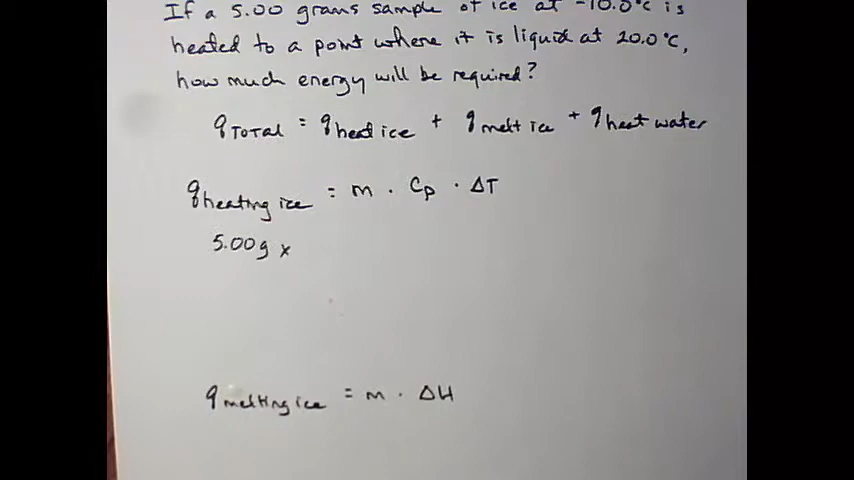 If a 5.00 grams sample of ice at -10.0°C is
heated to a point where it is liquid at 20.0°C,
how much energy will be required?
qTOTAL = qheat ice + qmelt ice + qheat water
qheating ice = m · Cp · ΔT
5.00g x
qmelting ice = m · ΔH